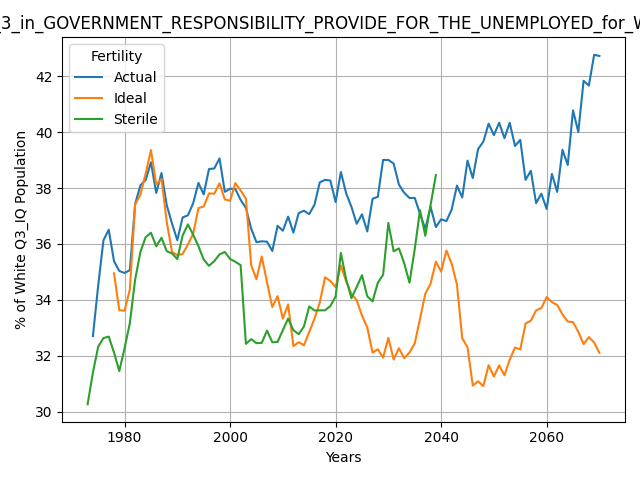 _3_in_GOVERNMENT_RESPONSIBILITY_PROVIDE_FOR_THE_UNEMPLOYED_for_W
Fertility
Actual
Ideal
Sterile
% of White Q3_IQ Population
42
40
38
36
34
32
30
1980
2000
2020
2040
2060
Years